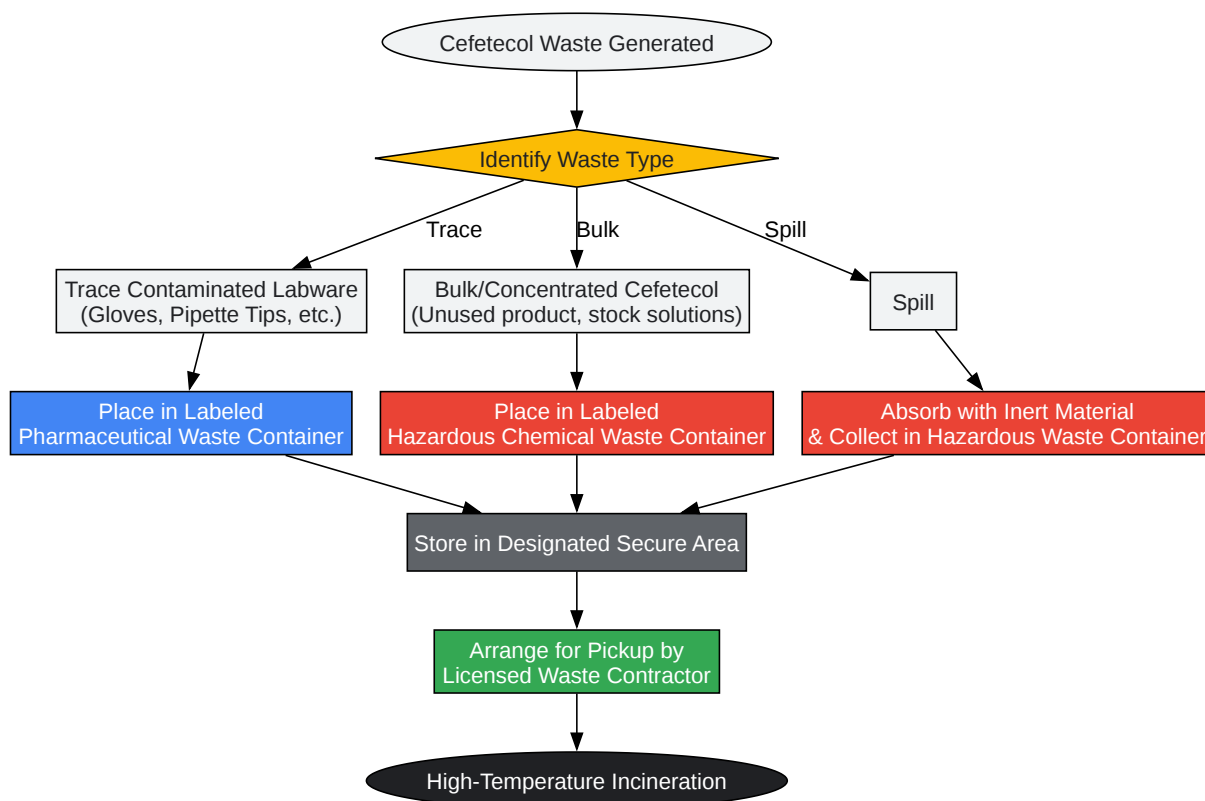 Cefetecol Waste Generated
Identify Waste Type
Trace
Bulk
Spill
Trace Contaminated Labware
(Gloves, Pipette Tips, etc.)
Bulk/Concentrated Cefetecol
(Unused product, stock solutions)
Spill
Place in Labeled
Pharmaceutical Waste Container
Place in Labeled
Hazardous Chemical Waste Container
Absorb with Inert Material
& Collect in Hazardous Waste Container
Store in Designated Secure Area
Arrange for Pickup by
Licensed Waste Contractor
High-Temperature Incineration